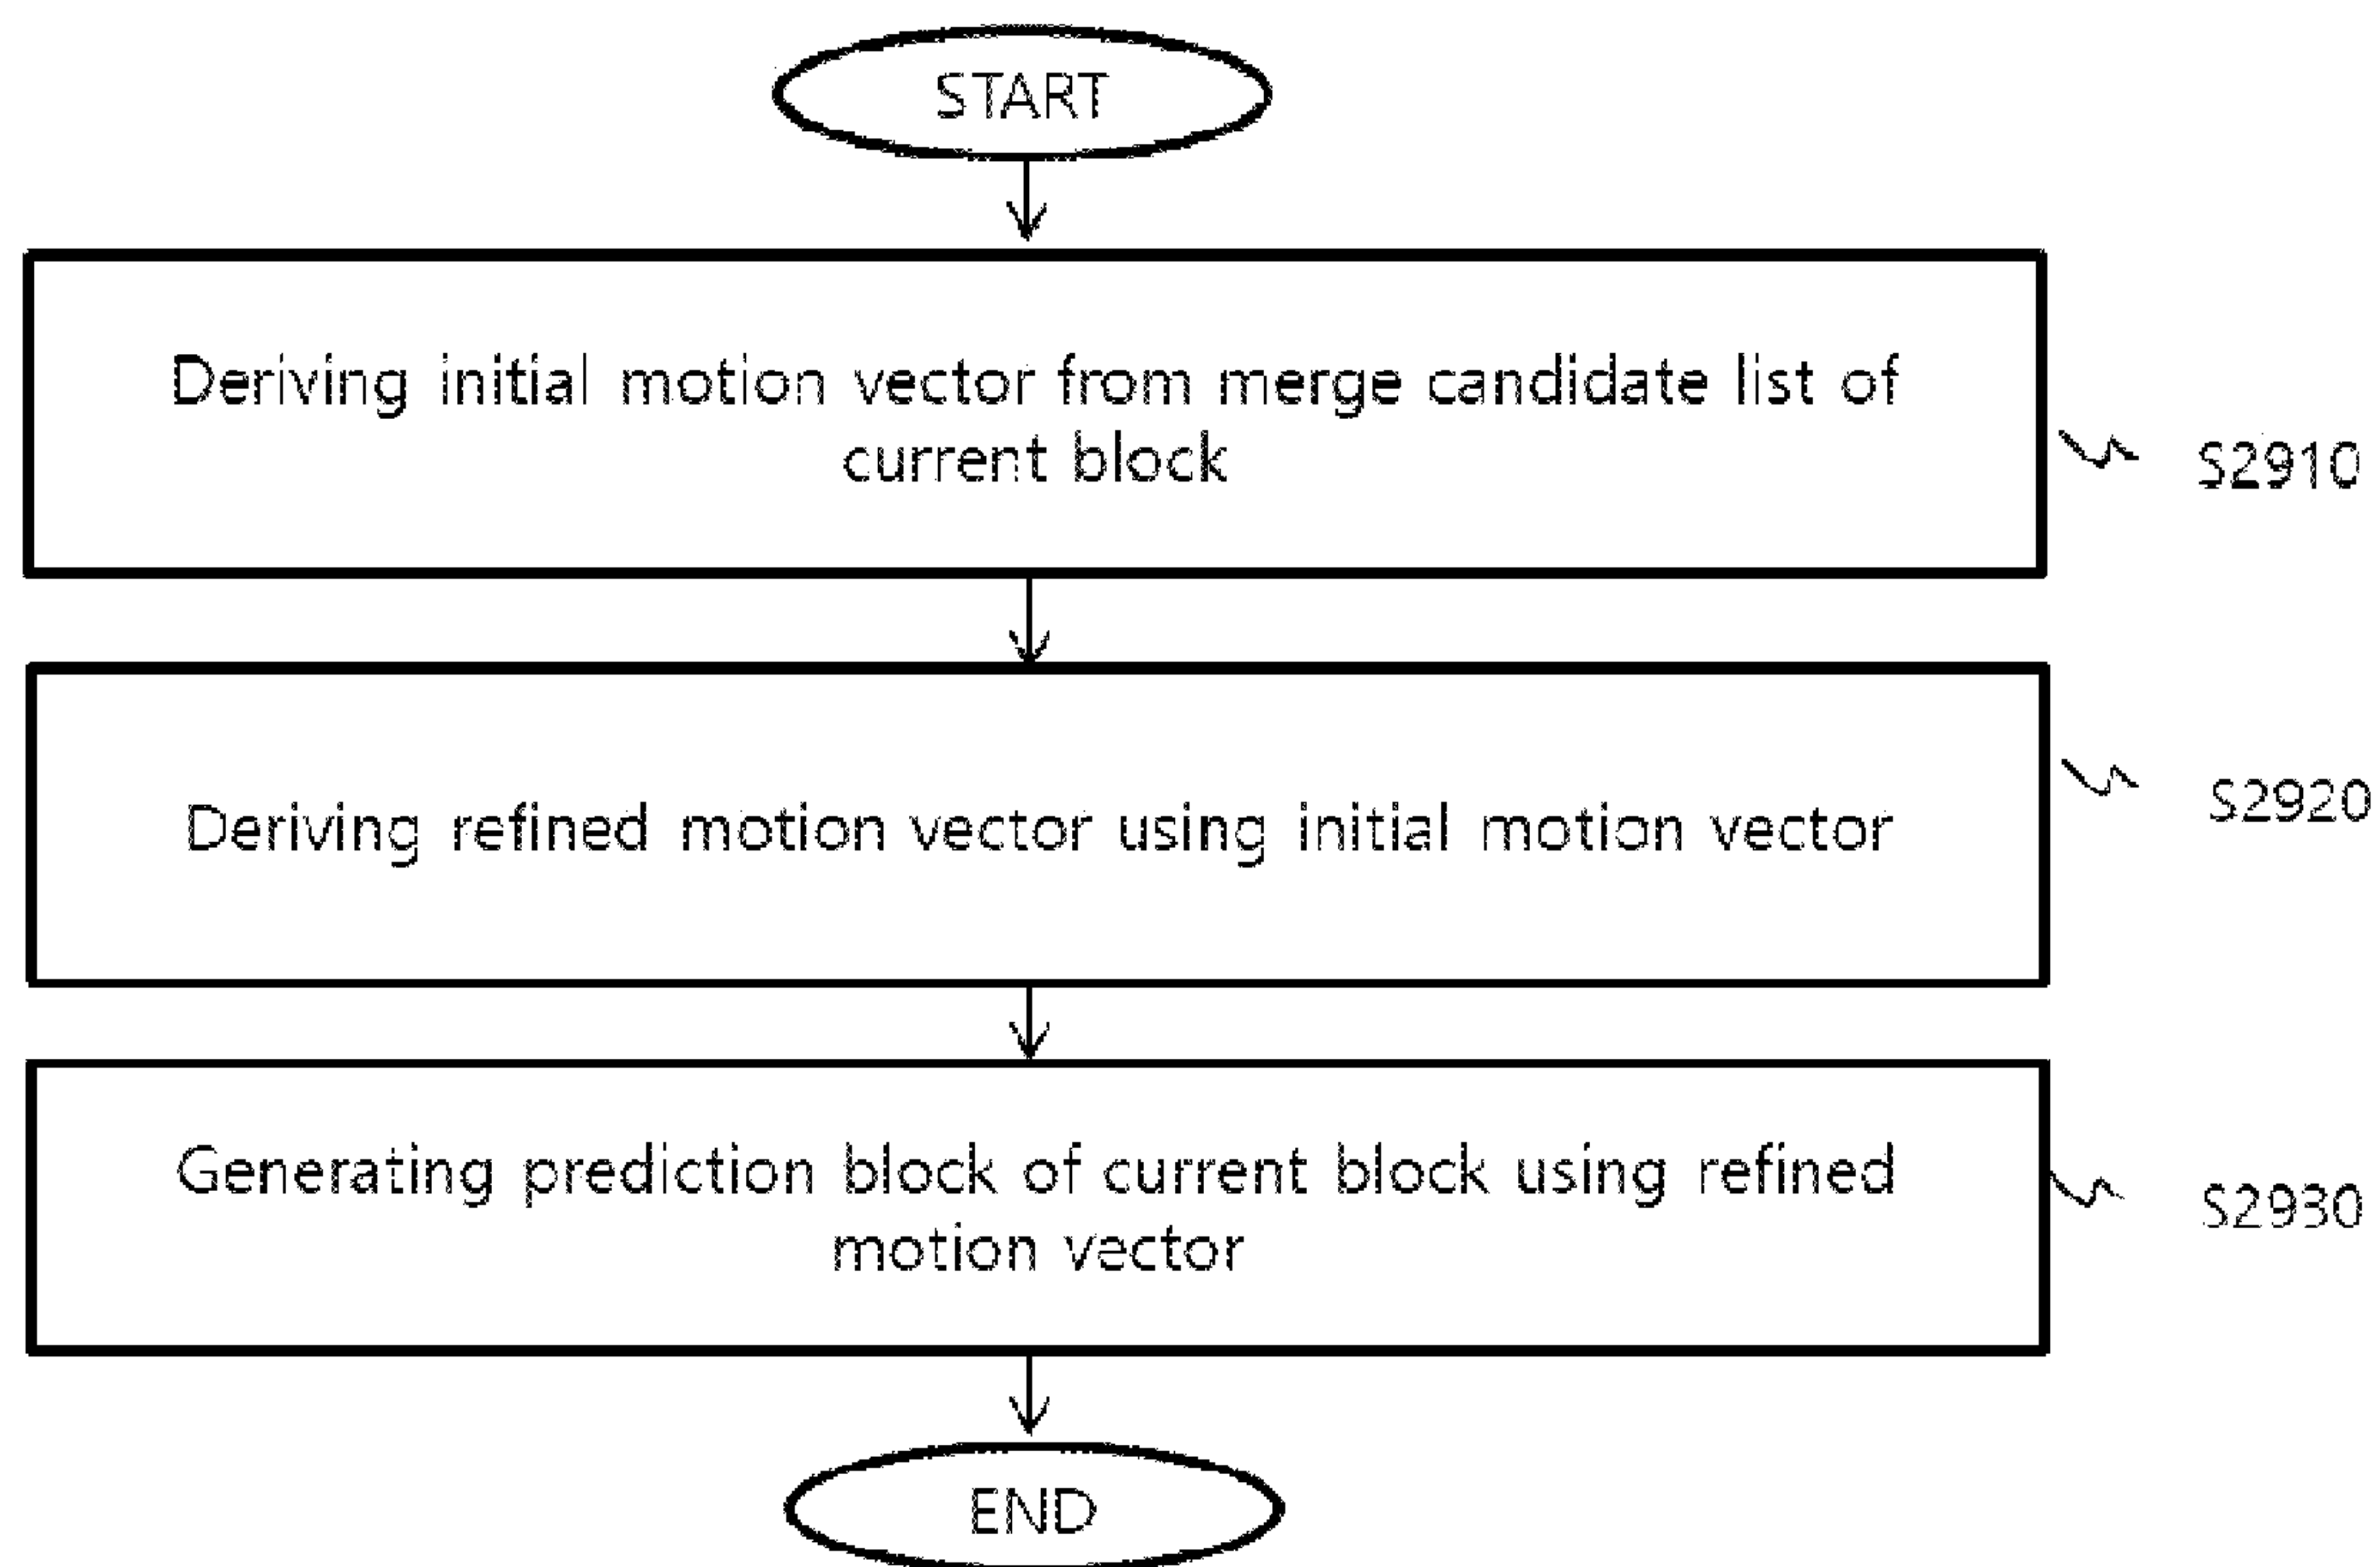 START
Deriving initial motion vector from merge candidate list of
current block
S2910
Deriving refined motion vector using initial motion vector
S2920
Generating prediction block of current block using refined
motion vector
S2930
END